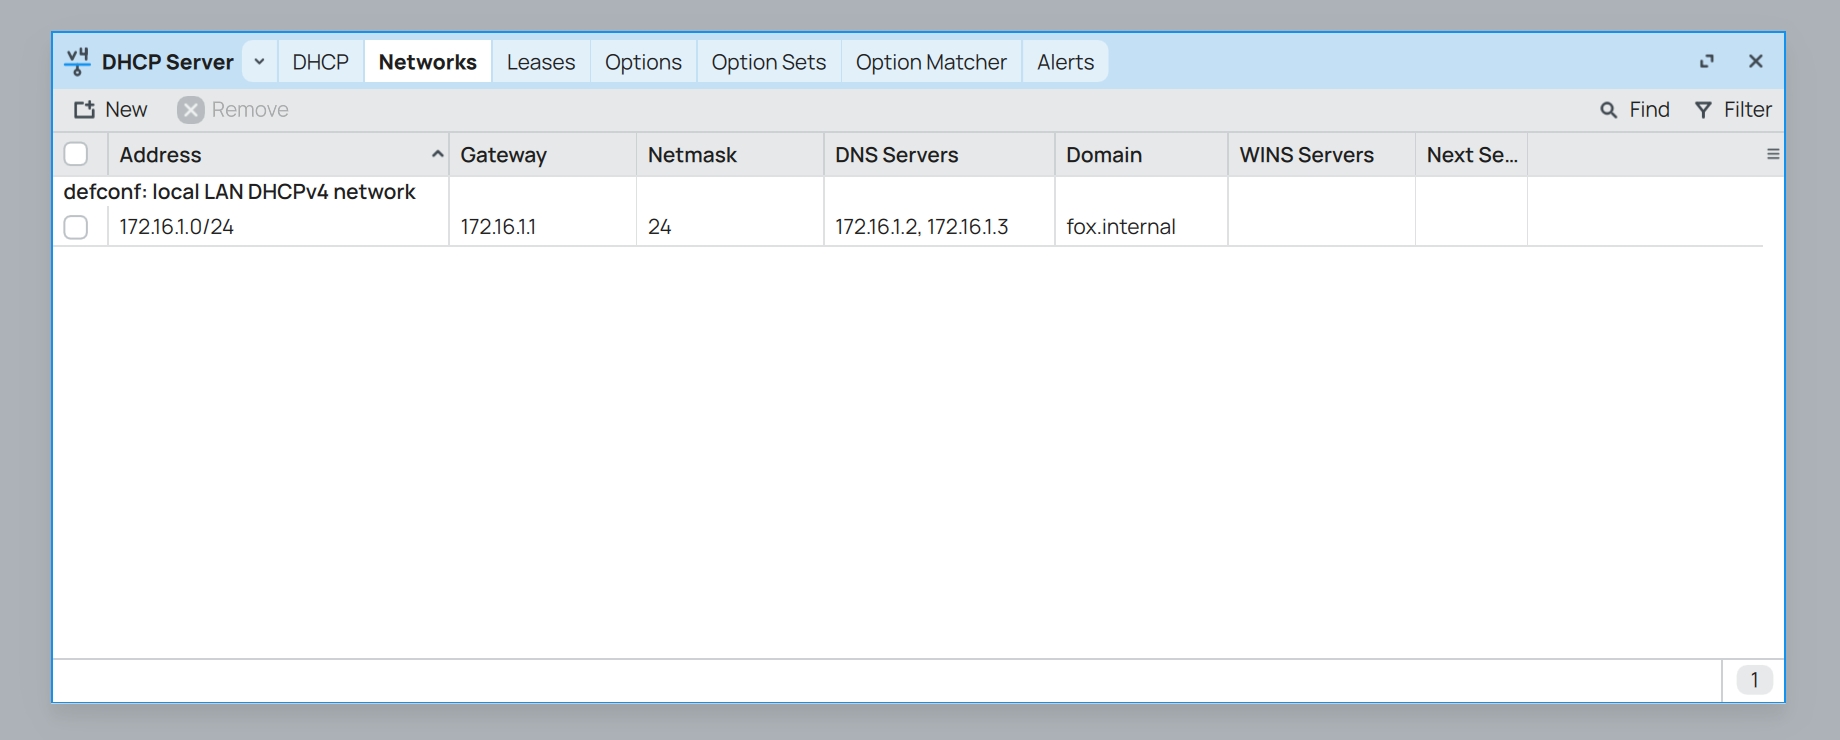 v4 DHCP Server DHCP Networks Leases Options Option Sets Option Matcher Alerts
New Remove Find Filter
Address Gateway Netmask DNS Servers Domain WINS Servers Next Se...
defconf: local LAN DHCPv4 network
172.16.1.0/24 172.16.1.1 24 172.16.1.2, 172.16.1.3 fox.internal
1